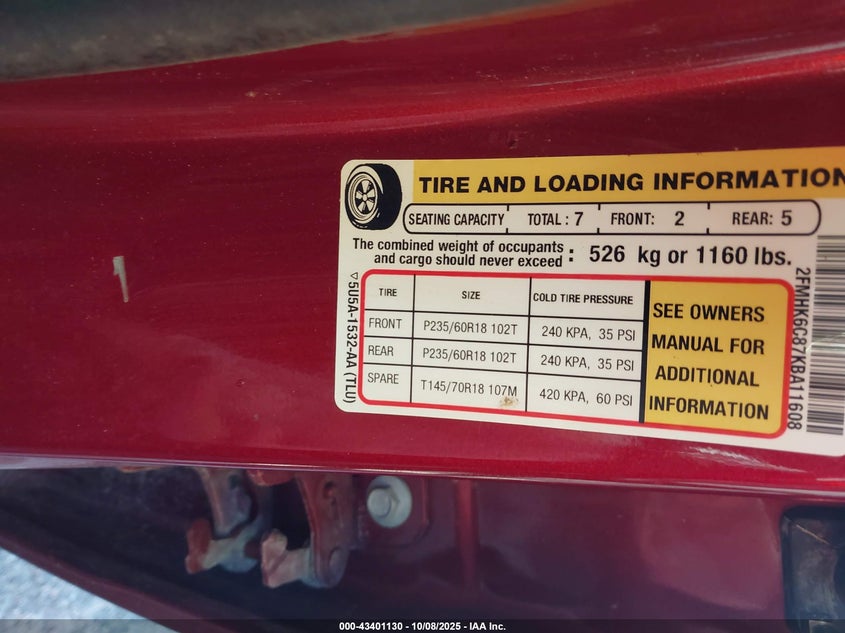 TIRE AND LOADING INFORMATION
SEATING CAPACITY TOTAL : 7 FRONT: 2 REAR: 5
The combined weight of occupants
and cargo should never exceed : 526 kg or 1160 lbs.
TIRE SIZE COLD TIRE PRESSURE
FRONT P235/60R18 102T 240 KPA, 35 PSI
REAR P235/60R18 102T 240 KPA, 35 PSI
SPARE T145/70R18 107M 420 KPA, 60 PSI
SEE OWNERS
MANUAL FOR
ADDITIONAL
INFORMATION
5U5A-1532-AA (TLU)
2FMHK6C87KBA11608
000-43401130 - 10/08/2025 - IAA Inc.